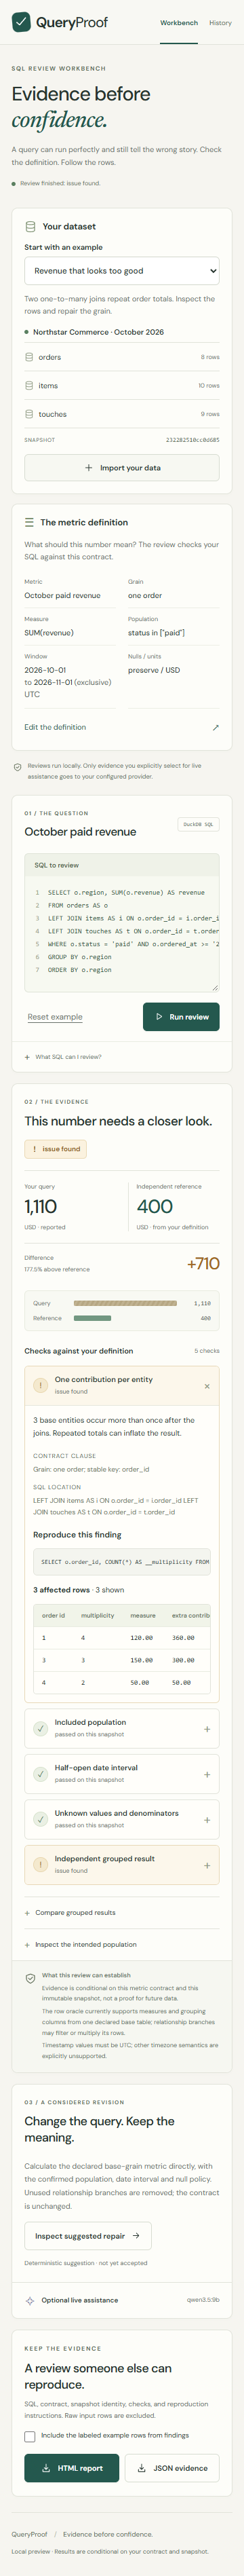 QueryProof
Workbench
History
SQL REVIEW WORKBENCH
Evidence before
confidence.
A query can run perfectly and still tell the wrong story. Check
the definition. Follow the rows.
Review finished: issue found.
Your dataset
Start with an example
Revenue that looks too good
Two one-to-many joins repeat order totals. Inspect the
rows and repair the grain.
Northstar Commerce · October 2026
orders
6 rows
items
10 rows
touches
9 rows
SNAPSHOT
Import your data
The metric definition
What should this number mean? The review checks your
SQL against this contract.
Metric
Grain
October paid revenue
one order
Measure
Population
SUM(revenue)
status in ["paid"]
Window
Nulls / units
2026-10-01
to 2026-11-01 (exclusive)
UTC
preserve / USD
Edit the definition
Reviews run locally. Only evidence you explicitly select for live
assistance goes to your configured provider.
01 / THE QUESTION
October paid revenue
DuckDB SQL
SQL to review
1 SELECT o.region, SUM(o.revenue) AS revenue
2 FROM orders AS o
3 LEFT JOIN items AS i ON o.order_id = i.order_i
4 LEFT JOIN touches AS t ON o.order_id = t.order
5 WHERE o.status = 'paid' AND o.ordered_at >= '2
6 GROUP BY o.region
7 ORDER BY o.region
Reset example
Run review
+ What SQL can I review?
02 / THE EVIDENCE
This number needs a closer look.
! issue found
Your query
Independent reference
1,110
400
USD · reported
USD · from your definition
Difference
177.5% above reference
+710
Query
1,110
Reference
400
Checks against your definition
5 checks
! One contribution per entity
issue found
×
3 base entities occur more than once after the
joins. Repeated totals can inflate the result.
CONTRACT CLAUSE
Grain: one order; stable key: order_id
SQL LOCATION
LEFT JOIN items AS i ON o.order_id = i.order_id LEFT
JOIN touches AS t ON o.order_id = t.order_id
Reproduce this finding
SELECT o.order_id, COUNT(*) AS __multiplicity FROM
3 affected rows · 3 shown
order id multiplicity measure extra contrib
1 4 120.00 360.00
3 3 150.00 300.00
4 2 50.00 50.00
Included population
passed on this snapshot
+
Half-open date interval
passed on this snapshot
+
Unknown values and denominators
passed on this snapshot
+
! Independent grouped result
issue found
+
+ Compare grouped results
+ Inspect the intended population
What this review can establish
Evidence is conditional on this metric contract and this
immutable snapshot, not a proof for future data.
The row oracle currently supports measures and grouping
columns from one declared base table; relationship branches
may filter or multiply its rows.
Timestamp values must be UTC; other timezone semantics are
explicitly unsupported.
03 / A CONSIDERED REVISION
Change the query. Keep the
meaning.
Calculate the declared base-grain metric directly, with
the confirmed population, date interval and null policy.
Unused relationship branches are removed; the contract
is unchanged.
Inspect suggested repair →
Deterministic suggestion · not yet accepted
Optional live assistance
qwen3.5:9b
KEEP THE EVIDENCE
A review someone else can
reproduce.
SQL, contract, snapshot identity, checks, and reproduction
instructions. Raw input rows are excluded.
Include the labeled example rows from findings
HTML report
JSON evidence
QueryProof / Evidence before confidence.
Local preview · Results are conditional on your contract and snapshot.